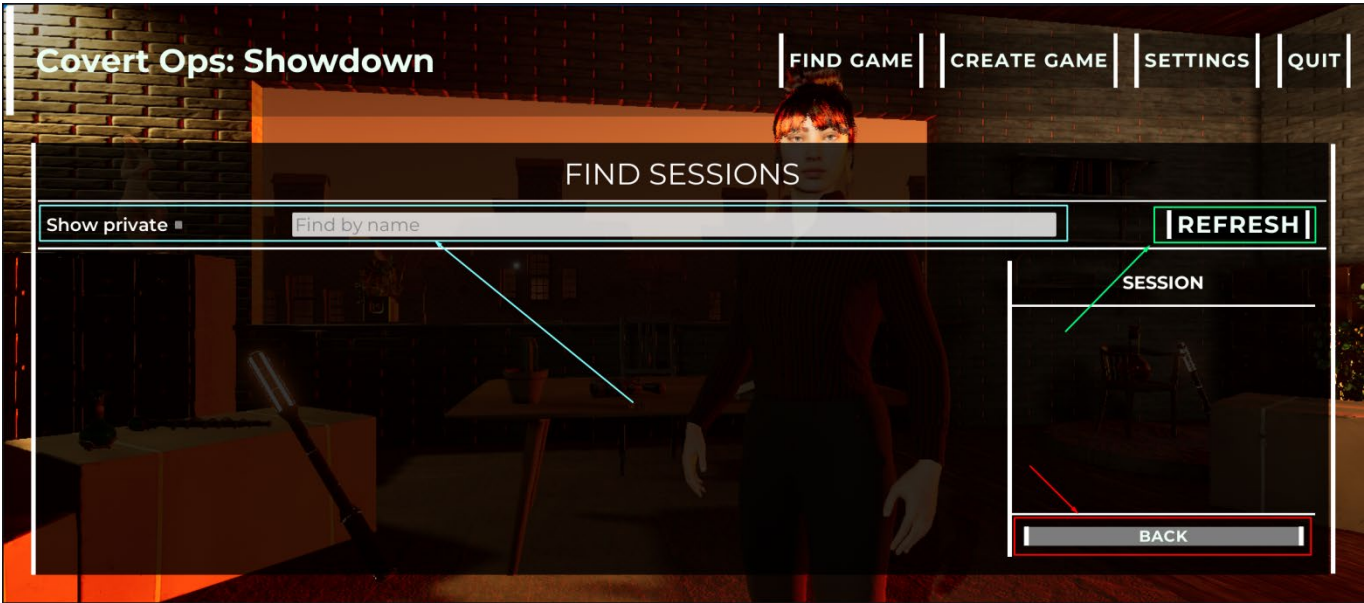 Covert Ops: Showdown
FIND GAME
CREATE GAME
SETTINGS
QUIT
FIND SESSIONS
Show private
Find by name
REFRESH
SESSION
BACK